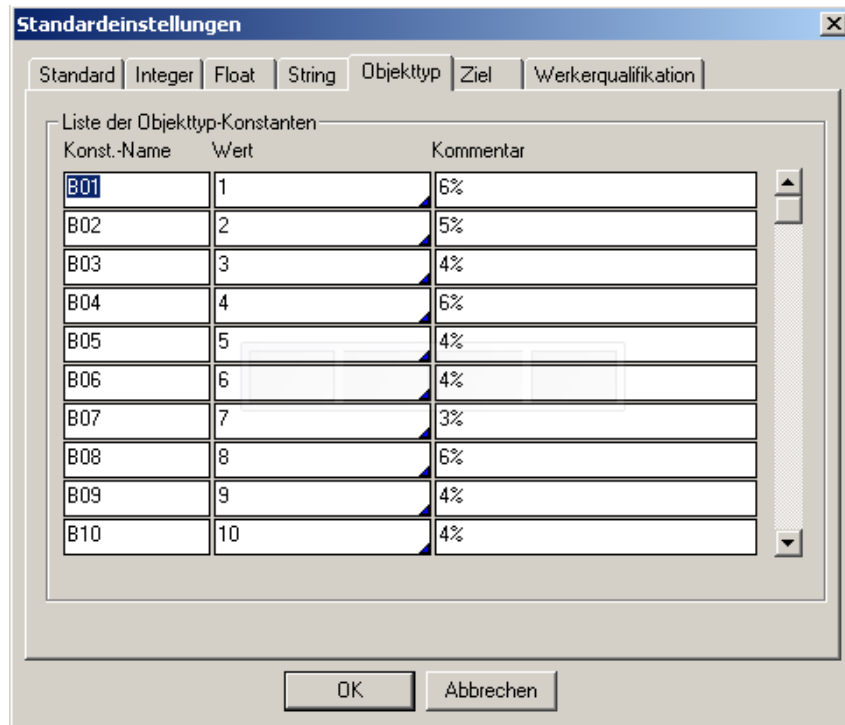 Standardeinstellungen
Standard Integer Float String Objekttyp Ziel Werkerqualifikation
Liste der Objekttyp-Konstanten
Konst.-Name Wert Kommentar
B01 1 6%
B02 2 5%
B03 3 4%
B04 4 6%
B05 5 4%
B06 6 4%
B07 7 3%
B08 8 6%
B09 9 4%
B10 10 4%
OK Abbrechen